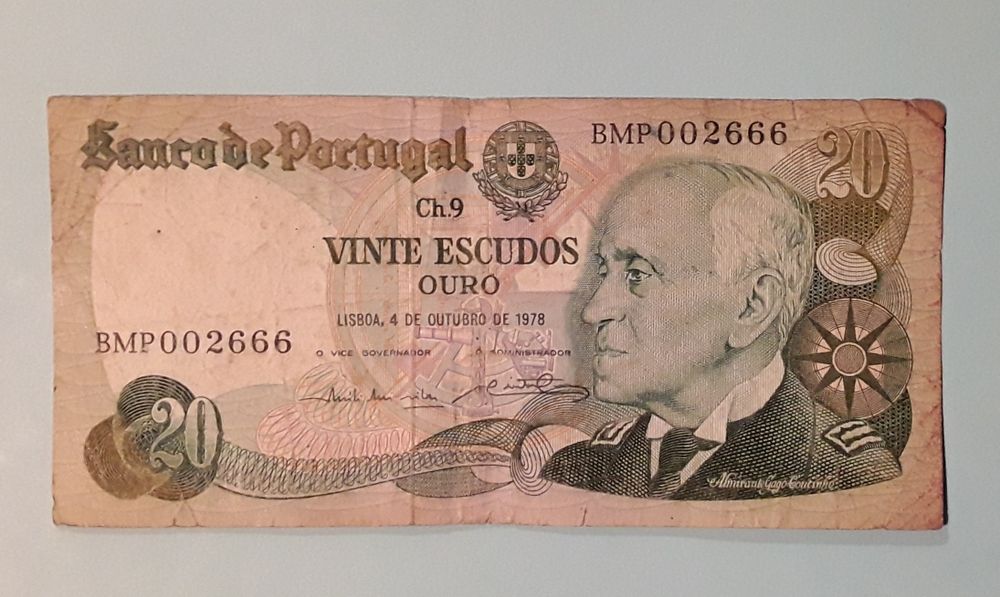 Banco de Portugal
BMP002666
20
Ch.9
VINTE ESCUDOS
OURO
LISBOA, 4 DE OUTUBRO DE 1978
BMP002666
O VICE GOVERNADOR
O ADMINISTRADOR
20
Almirante Gago Coutinho